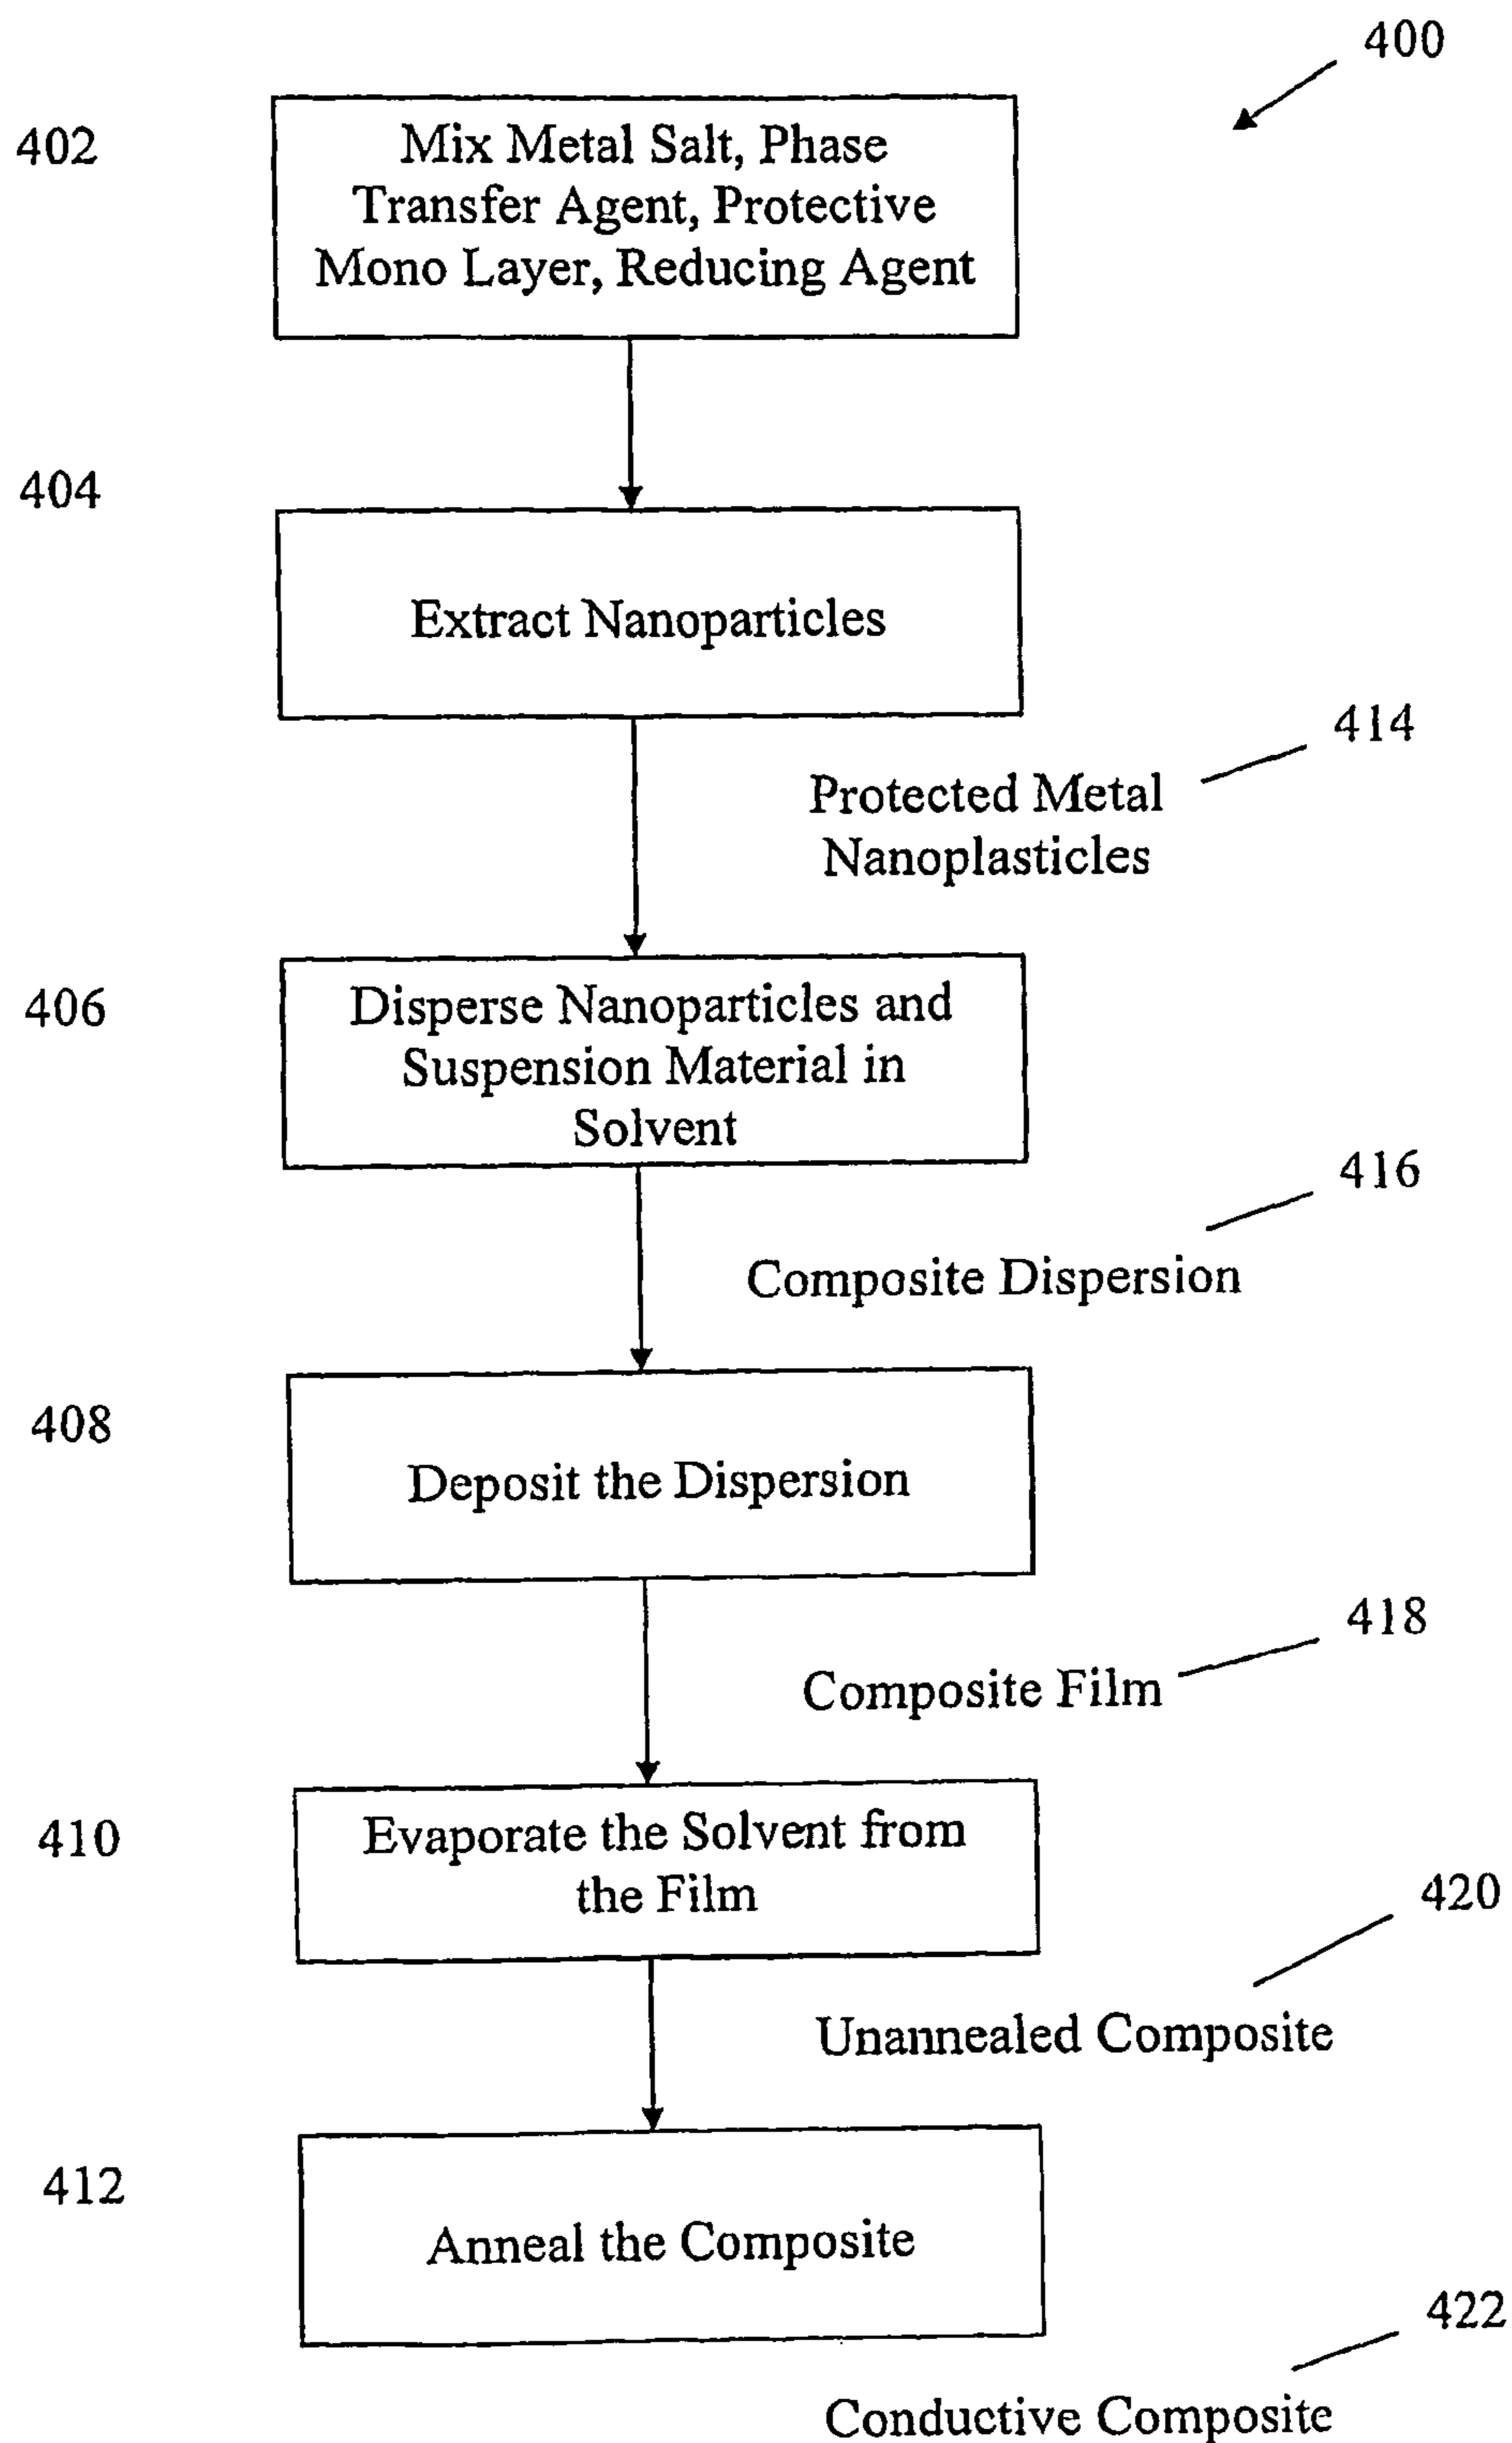 400
402
Mix Metal Salt, Phase
Transfer Agent, Protective
Mono Layer, Reducing Agent
404
Extract Nanoparticles
414
Protected Metal
Nanoplasticles
406
Disperse Nanoparticles and
Suspension Material in
Solvent
416
Composite Dispersion
408
Deposit the Dispersion
418
Composite Film
410
Evaporate the Solvent from
the Film
420
Unannealed Composite
412
Anneal the Composite
422
Conductive Composite